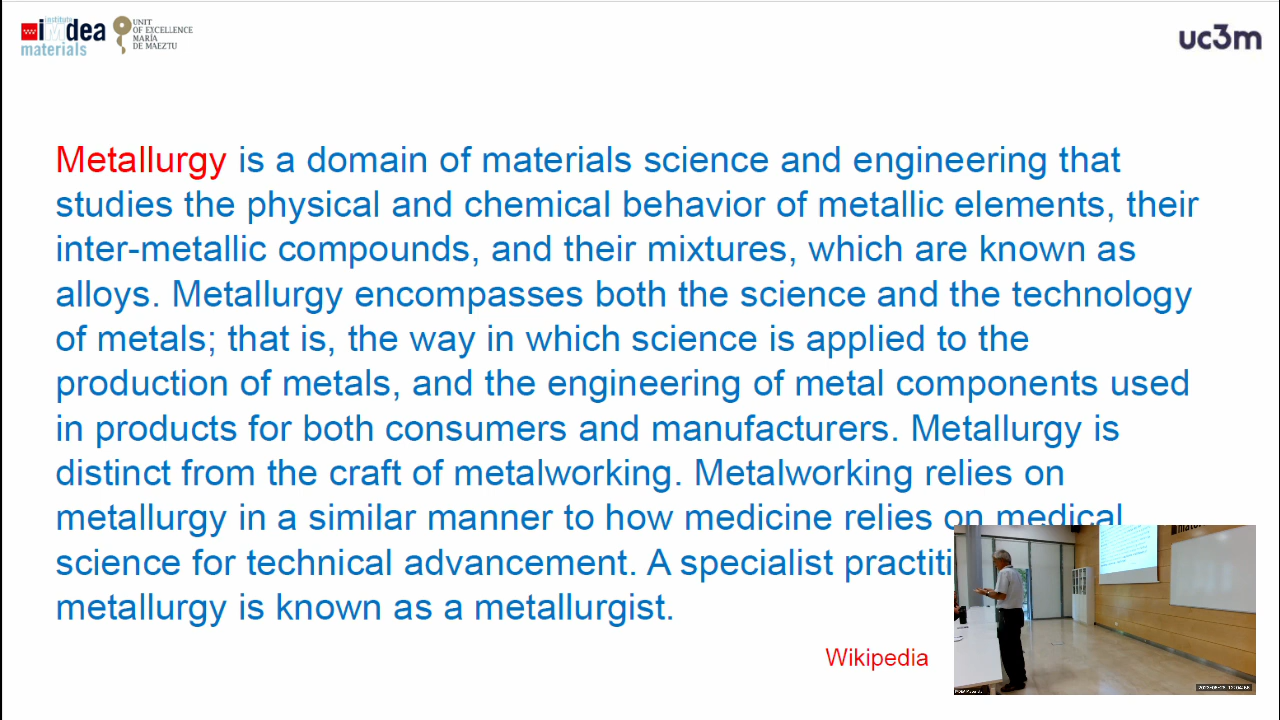 institute
iMdea
materials
UNIT
OF EXCELLENCE
MARÍA
DE MAEZTU
uc3m
Metallurgy is a domain of materials science and engineering that
studies the physical and chemical behavior of metallic elements, their
inter-metallic compounds, and their mixtures, which are known as
alloys. Metallurgy encompasses both the science and the technology
of metals; that is, the way in which science is applied to the
production of metals, and the engineering of metal components used
in products for both consumers and manufacturers. Metallurgy is
distinct from the craft of metalworking. Metalworking relies on
metallurgy in a similar manner to how medicine relies on medical
science for technical advancement. A specialist practiti
metallurgy is known as a metallurgist.
Wikipedia